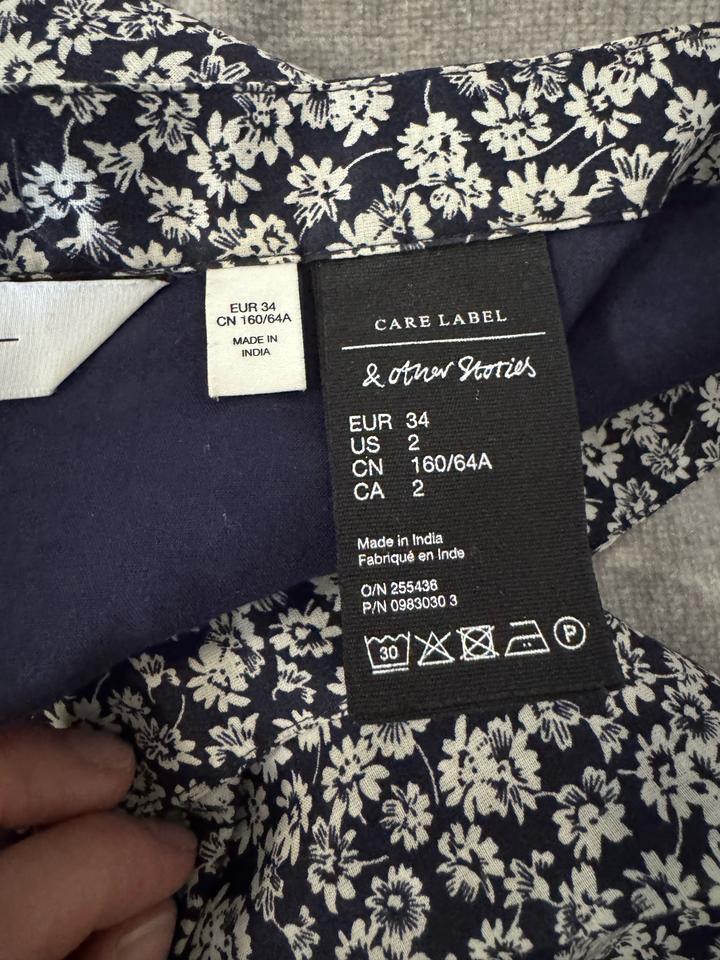 EUR 34
CN 160/64A
MADE IN
INDIA
CARE LABEL
& other Stories
EUR 34
US 2
CN 160/64A
CA 2
Made in India
Fabriqué en Inde
O/N 255436
P/N 0983030 3
30
P